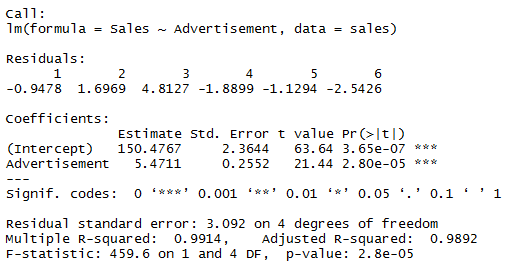 Call:
lm(formula = Sales ~ Advertisement, data = sales)
Residuals:
1 2 3 4 5 6
-0.9478 1.6969 4.8127 -1.8899 -1.1294 -2.5426
Coefficients:
Estimate Std. Error t value Pr(>|t|)
(Intercept) 150.4767 2.3644 63.64 3.65e-07 ***
Advertisement 5.4711 0.2552 21.44 2.80e-05 ***
---
Signif. codes: 0 ‘***’ 0.001 ‘**’ 0.01 ‘*’ 0.05 ‘.’ 0.1 ‘ ’ 1
Residual standard error: 3.092 on 4 degrees of freedom
Multiple R-squared: 0.9914, Adjusted R-squared: 0.9892
F-statistic: 459.6 on 1 and 4 DF, p-value: 2.8e-05